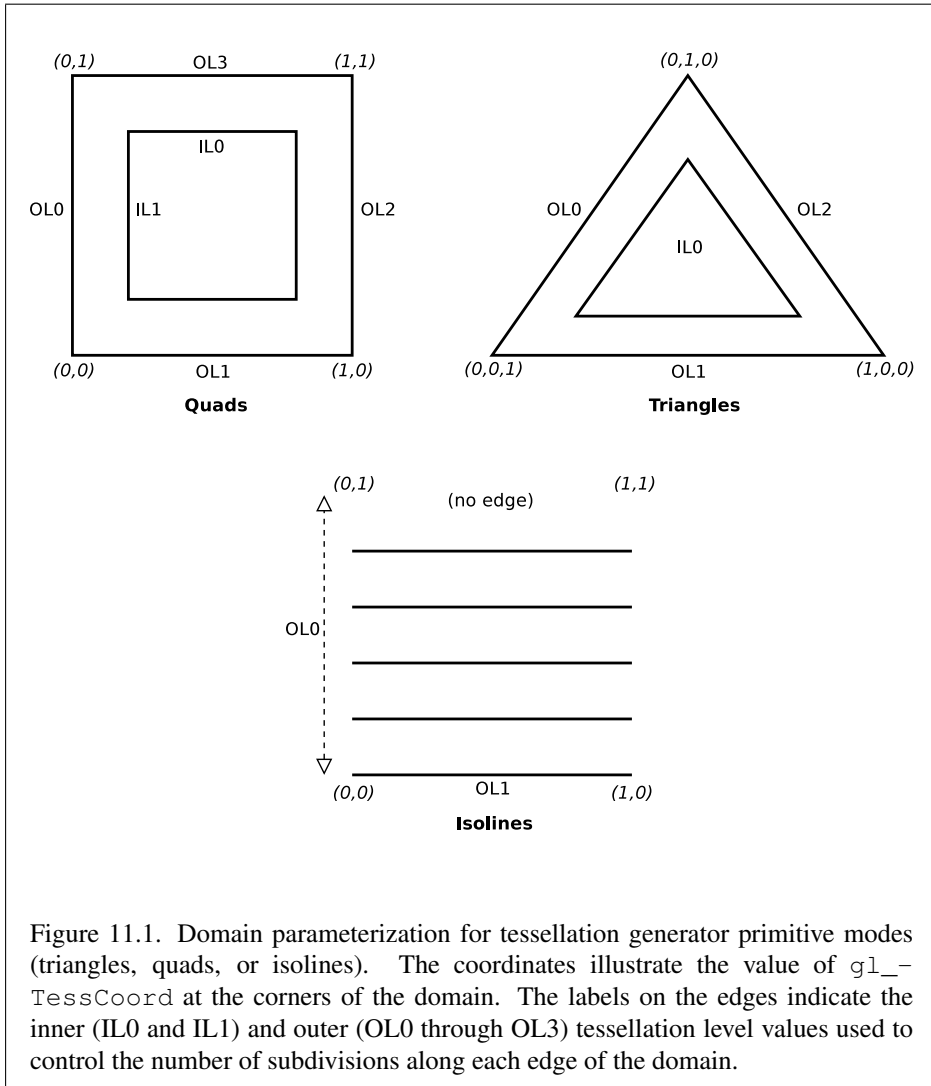 (0,1) OL3 (1,1)
IL0
OL0 IL1 OL2
(0,0) OL1 (1,0)
Quads
(0,1,0)
OL0 OL2
IL0
(0,0,1) OL1 (1,0,0)
Triangles
(0,1) (no edge) (1,1)
OL0
(0,0) OL1 (1,0)
Isolines
Figure 11.1. Domain parameterization for tessellation generator primitive modes
(triangles, quads, or isolines). The coordinates illustrate the value of gl_-
TessCoord at the corners of the domain. The labels on the edges indicate the
inner (IL0 and IL1) and outer (OL0 through OL3) tessellation level values used to
control the number of subdivisions along each edge of the domain.